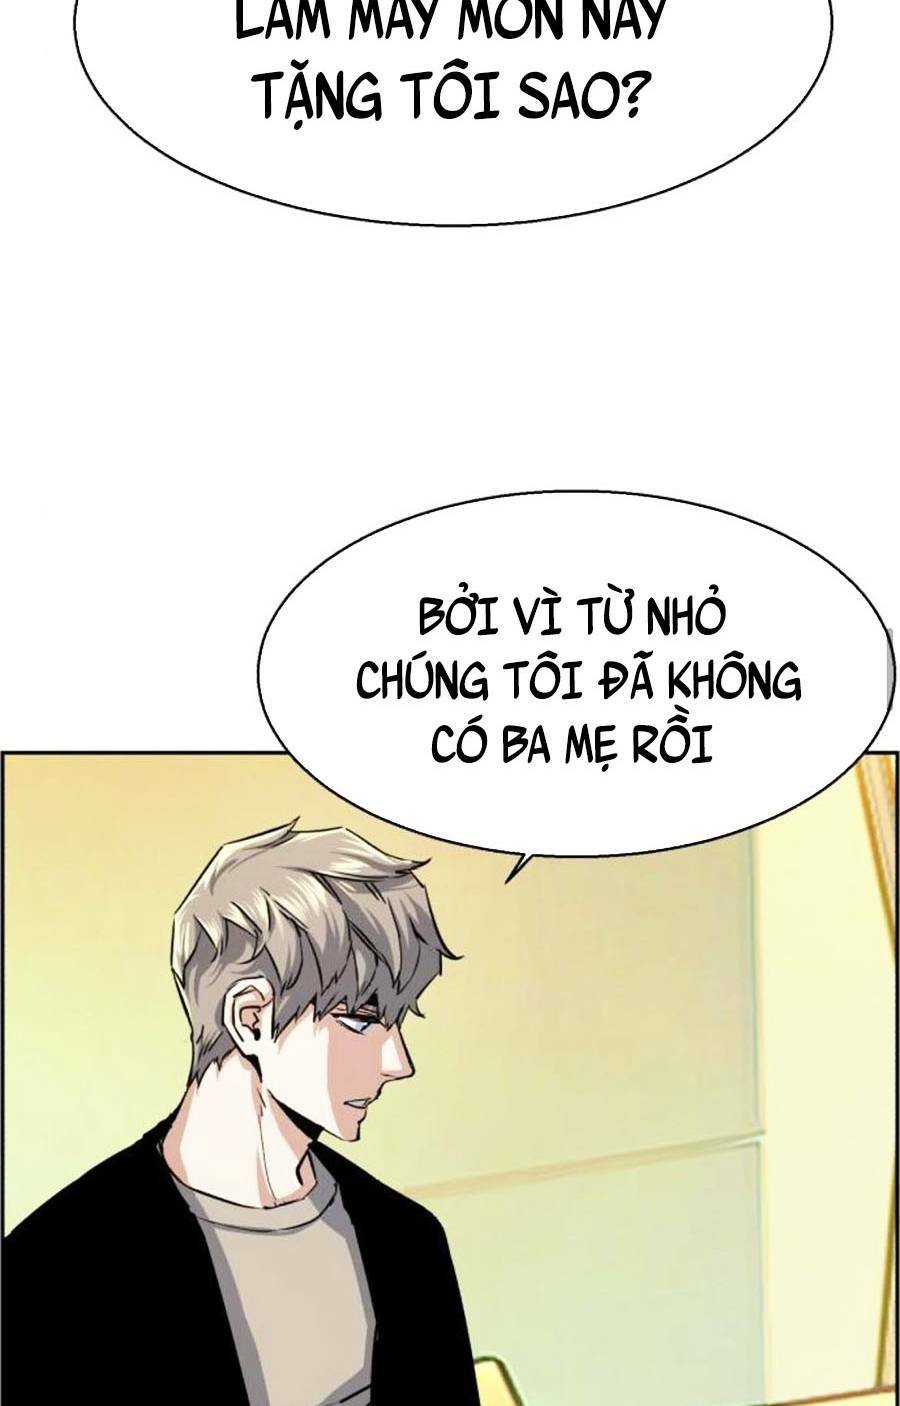 LÀM MẤY MÓN NÀY
TẶNG TÔI SAO?
BỞI VÌ TỪ NHỎ
CHÚNG TÔI ĐÃ KHÔNG
CÓ BA MẸ RỒI